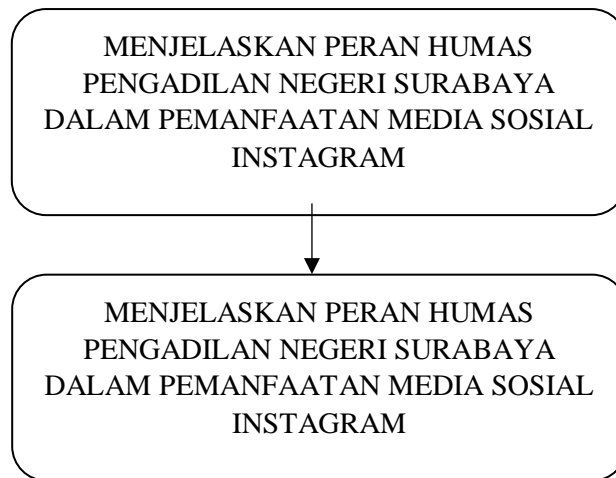 MENJELASKAN PERAN HUMAS
PENGADILAN NEGERI SURABAYA
DALAM PEMANFAATAN MEDIA SOSIAL
INSTAGRAM
MENJELASKAN PERAN HUMAS
PENGADILAN NEGERI SURABAYA
DALAM PEMANFAATAN MEDIA SOSIAL
INSTAGRAM